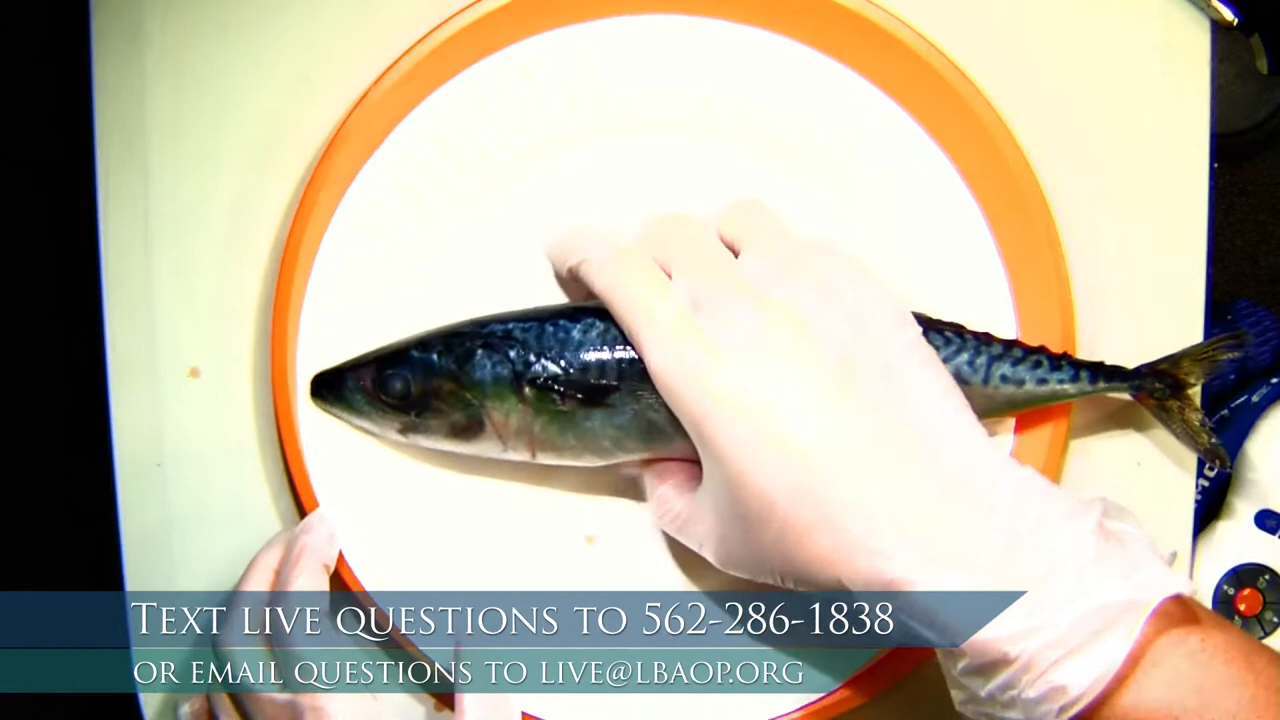 TEXT LIVE QUESTIONS TO 562-286-1838
OR EMAIL QUESTIONS TO LIVE@LBAOP.ORG